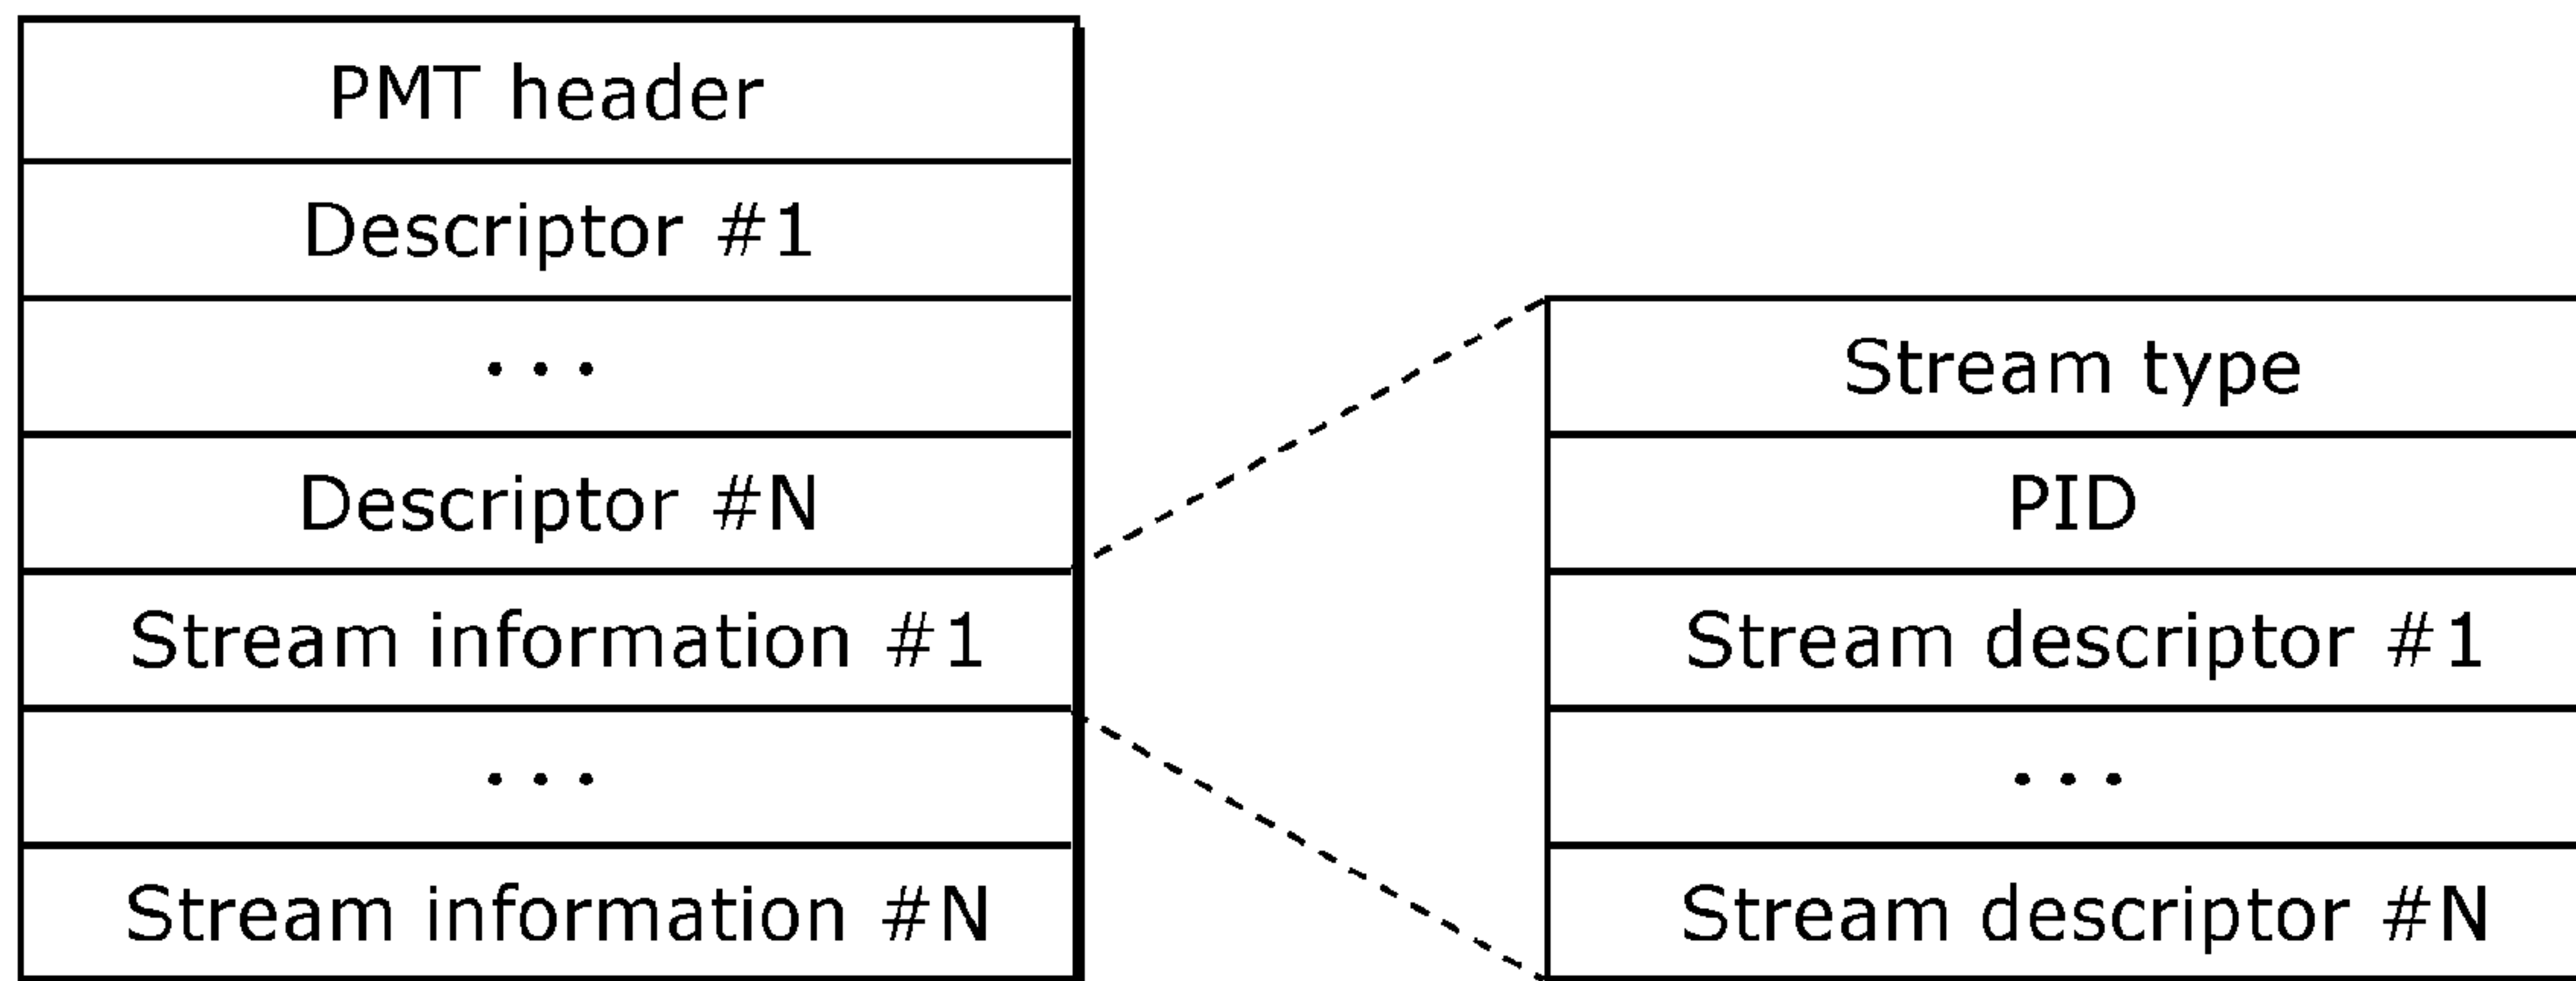 PMT header
Descriptor #1
...
Descriptor #N
Stream information #1
...
Stream information #N
Stream type
PID
Stream descriptor #1
...
Stream descriptor #N